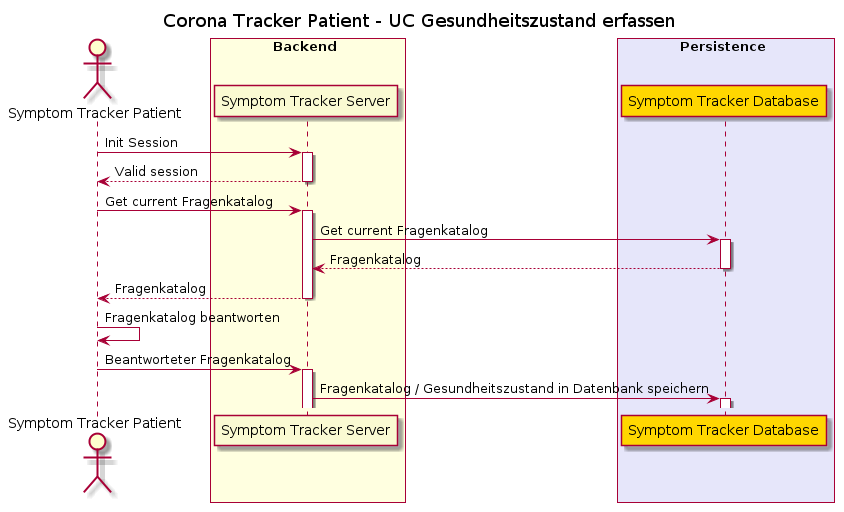 Corona Tracker Patient - UC Gesundheitszustand erfassen
Backend
Persistence
Symptom Tracker Patient
Symptom Tracker Server
Symptom Tracker Database
Init Session
Valid session
Get current Fragenkatalog
Get current Fragenkatalog
Fragenkatalog
Fragenkatalog
Fragenkatalog beantworten
Beantworteter Fragenkatalog
Fragenkatalog / Gesundheitszustand in Datenbank speichern
Symptom Tracker Patient
Symptom Tracker Server
Symptom Tracker Database